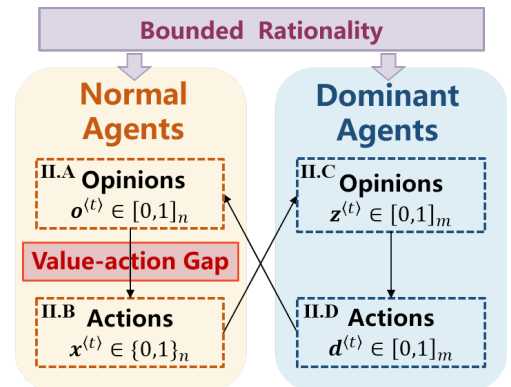 Bounded Rationality
Normal
Agents
II.A
Opinions
𝒐⟨t⟩ ∈ [0,1]ₙ
Value-action Gap
II.B
Actions
𝒙⟨t⟩ ∈ {0,1}ₙ
Dominant
Agents
II.C
Opinions
𝒛⟨t⟩ ∈ [0,1]ₘ
II.D
Actions
𝒅⟨t⟩ ∈ [0,1]ₘ